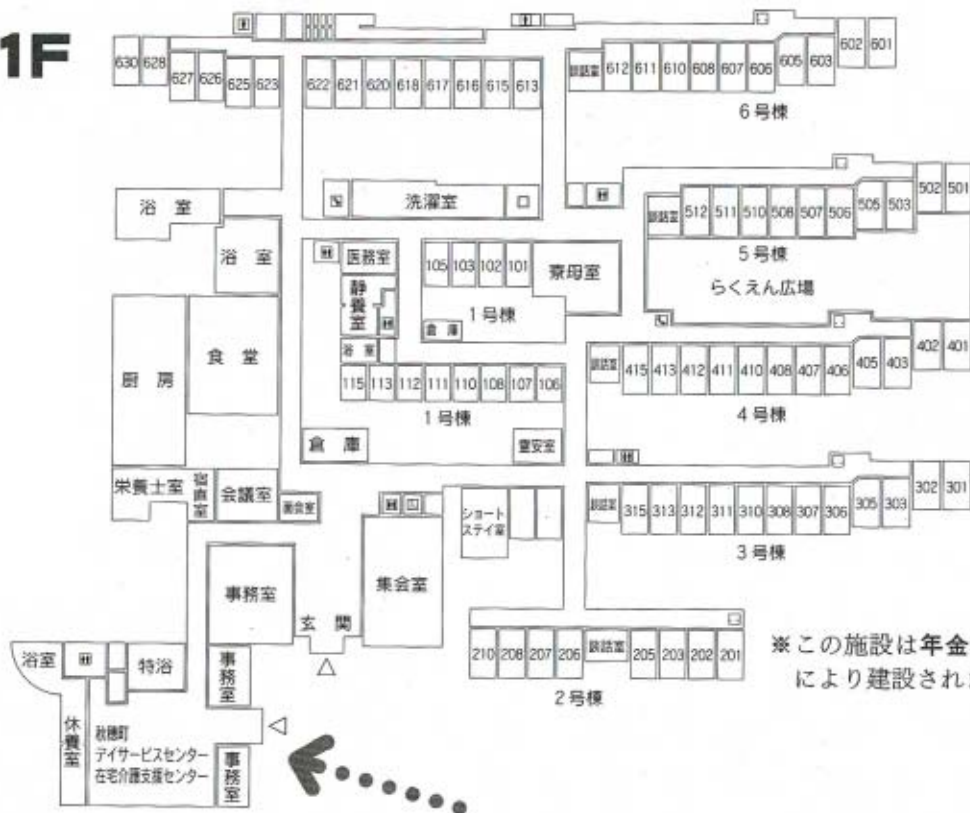 1F
630 628 627 626 625 623
622 621 620 618 617 616 615 613
談話室 612 611 610 608 607 606 605 603 602 601
6号棟
浴室
浴室
洗濯室
談話室 512 511 510 508 507 506 505 503 502 501
5号棟
らくえん広場
医務室
静養室
浴室
105 103 102 101
寮母室
1号棟
倉庫
厨房
食堂
115 113 112 111 110 108 107 106
1号棟
倉庫
霊安室
談話室 415 413 412 411 410 408 407 406 405 403 402 401
4号棟
栄養士室
宿直室
会議室
面会室
ショート
ステイ室
談話室 315 313 312 311 310 308 307 306 305 303 302 301
3号棟
事務室
玄関
集会室
210 208 207 206 談話室 205 203 202 201
2号棟
※この施設は年金
により建設され
浴室
特浴
事務室
休養室
秋穂町
デイサービスセンター
在宅介護支援センター
事務室